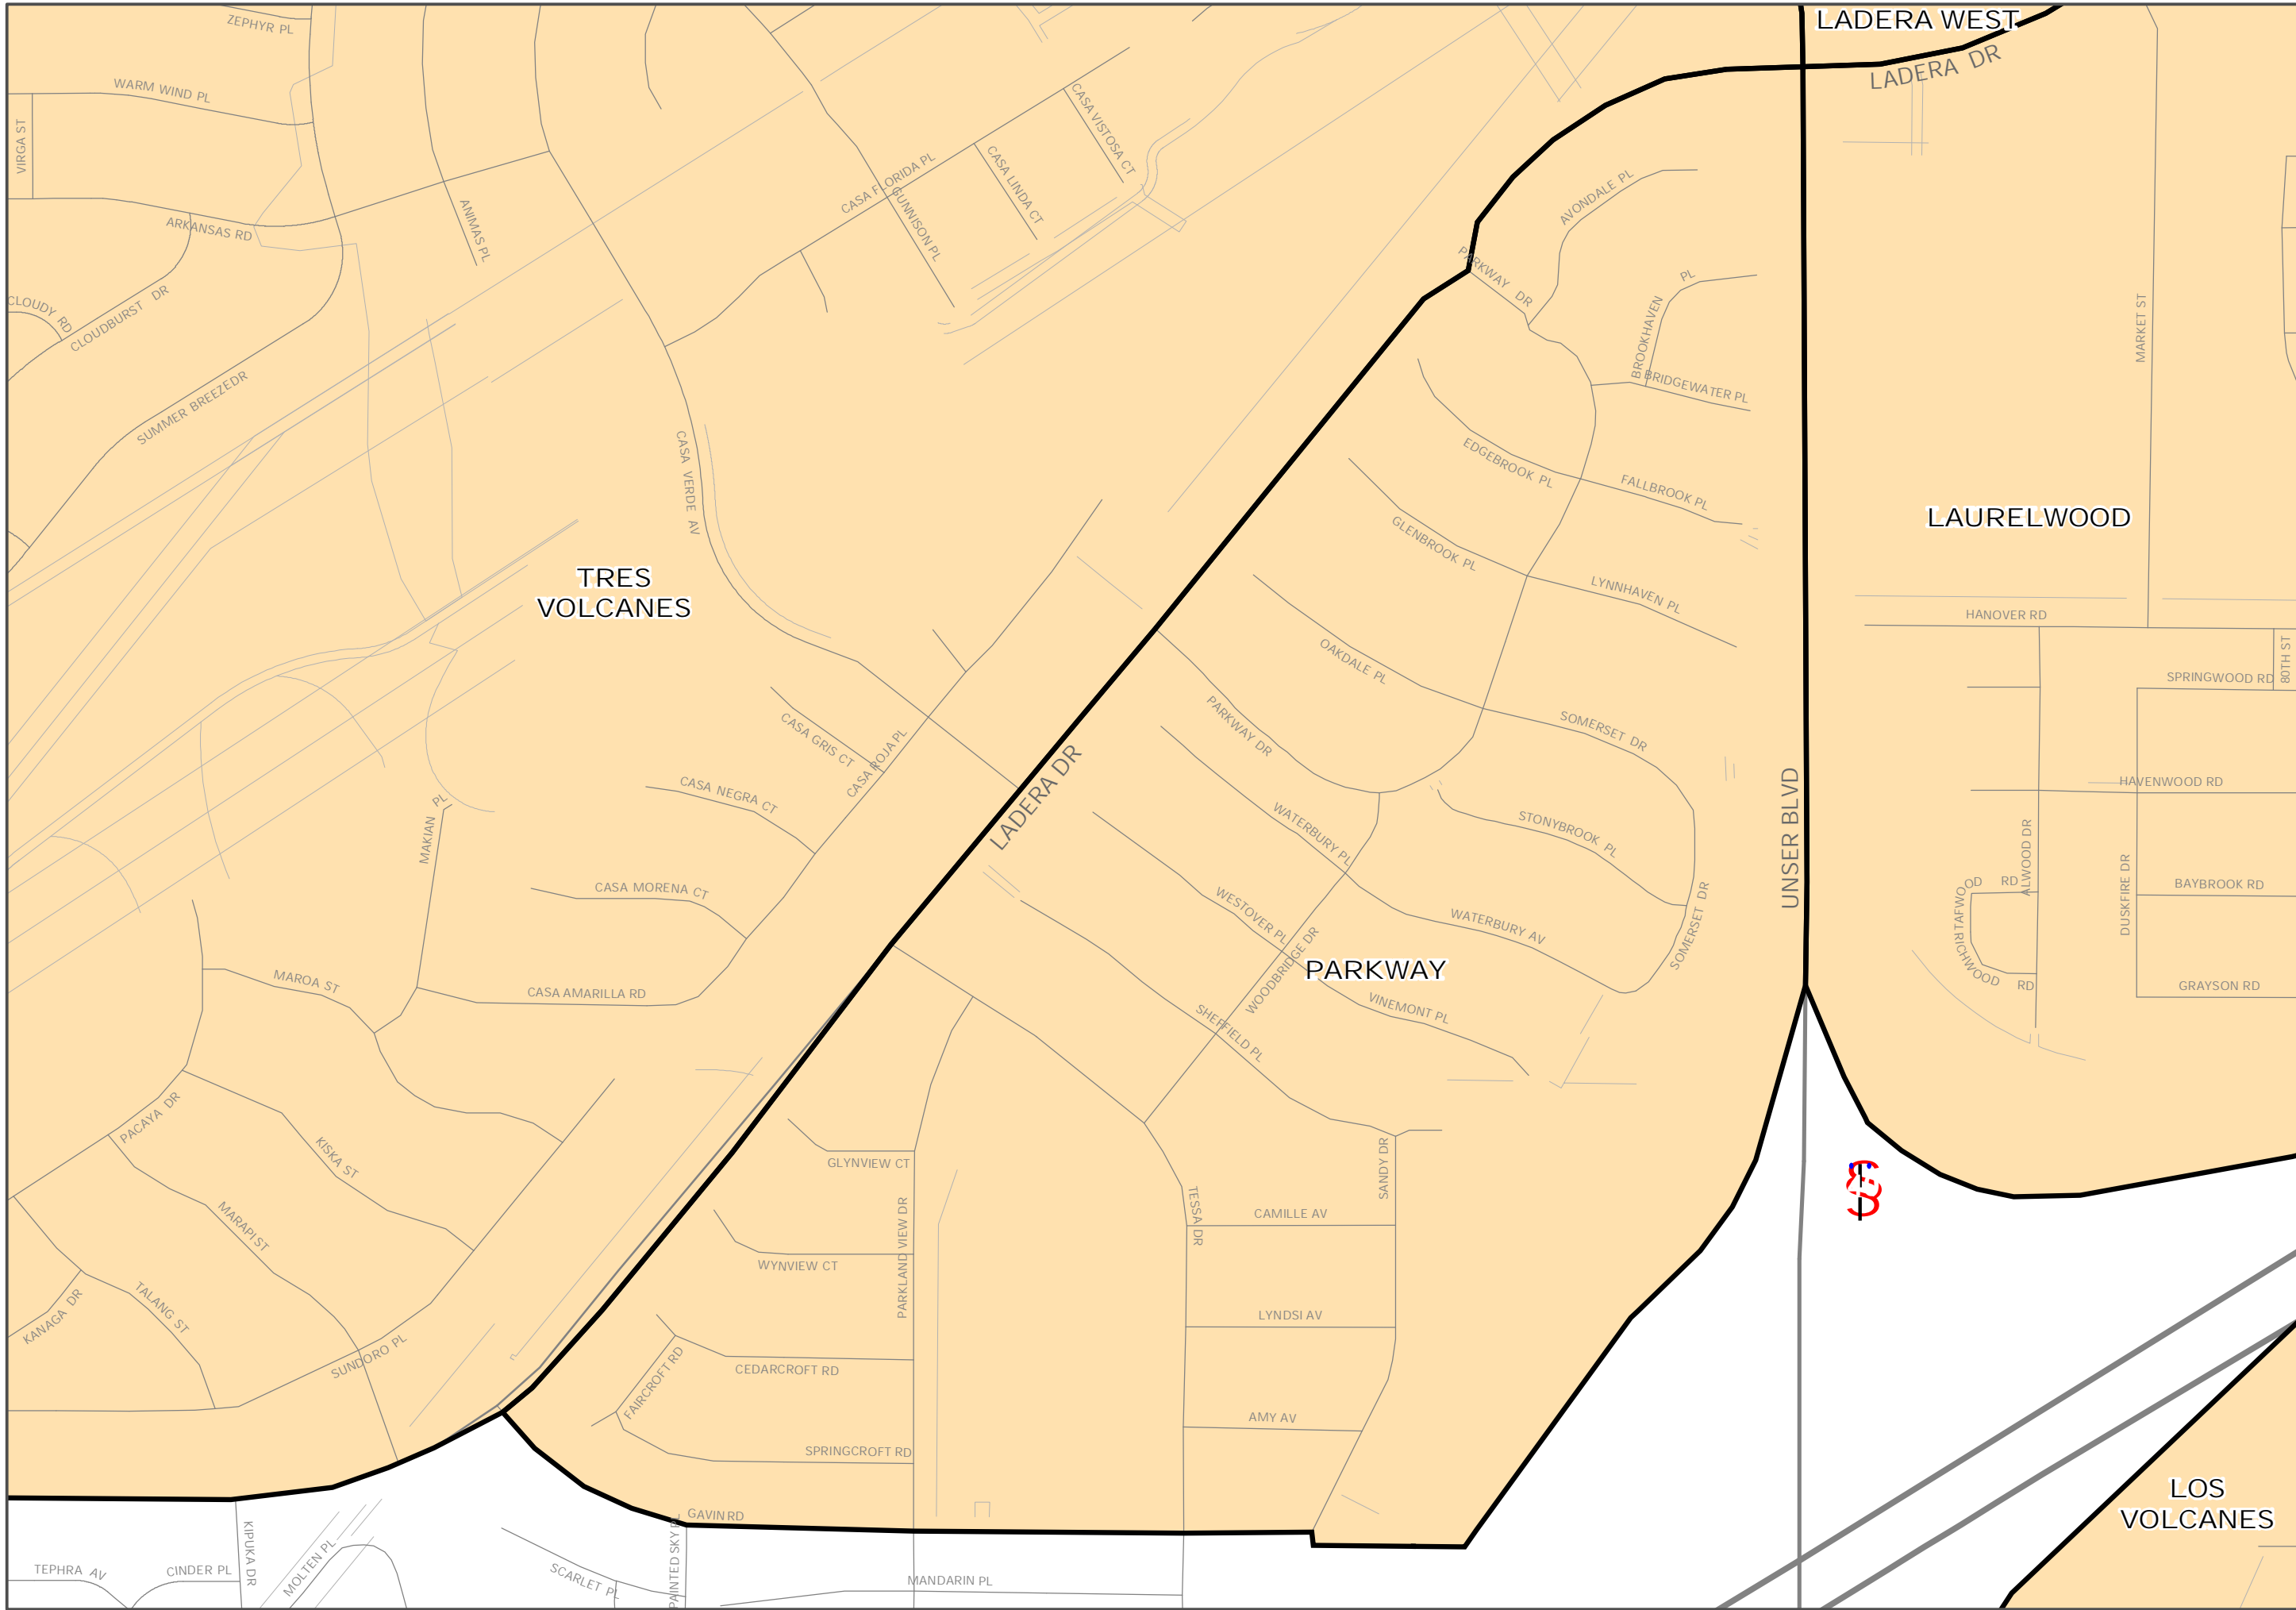 ZEPHYR PL
LADERA WEST
LADERA DR
WARM WIND PL
VIRGA ST
CASA VISTOSA CT
CASA LINDA CT
CASA FLORIDA PL
GUNNISON PL
ANIMAS PL
ARKANSAS RD
AVONDALE PL
PARKWAY DR
BROOKHAVEN PL
BRIDGEWATER PL
MARKET ST
CLOUDY RD
CLOUDBURST DR
SUMMER BREEZE DR
CASA VERDE AV
EDGEBROOK PL
FALLBROOK PL
GLENBROOK PL
LYNNHAVEN PL
LAURELWOOD
TRES
VOLCANES
HANOVER RD
80TH ST
SPRINGWOOD RD
OAKDALE PL
SOMERSET DR
PARKWAY DR
CASA GRIS CT
CASA ROJA PL
CASA NEGRA CT
LADERA DR
UNSER BLVD
HAVENWOOD RD
MAKIAN PL
WATERBURY PL
STONYBROOK PL
ALWOOD DR
DUSKFIRE DR
BAYBROOK RD
CASA MORENA CT
WESTOVER PL
WATERBURY AV
SOMERSET DR
WOODBRIDGE DR
PARKWAY
MAROA ST
CASA AMARILLA RD
VINEMONT PL
SHEFFIELD PL
GRAYSON RD
PACAYA DR
KISKA ST
GLYNVIEW CT
SANDY DR
TESSA DR
CAMILLE AV
MARAPI ST
PARKLAND VIEW DR
WYNVIEW CT
KANAGA DR
TALANG ST
SUNDORO PL
LYNDSI AV
FAIRCROFT RD
CEDARCROFT RD
AMY AV
SPRINGCROFT RD
GAVIN RD
LOS
VOLCANES
KIPUKA DR
MOLTEN PL
TEPHRA AV
CINDER PL
SCARLET PL
PAINTED SKY
MANDARIN PL